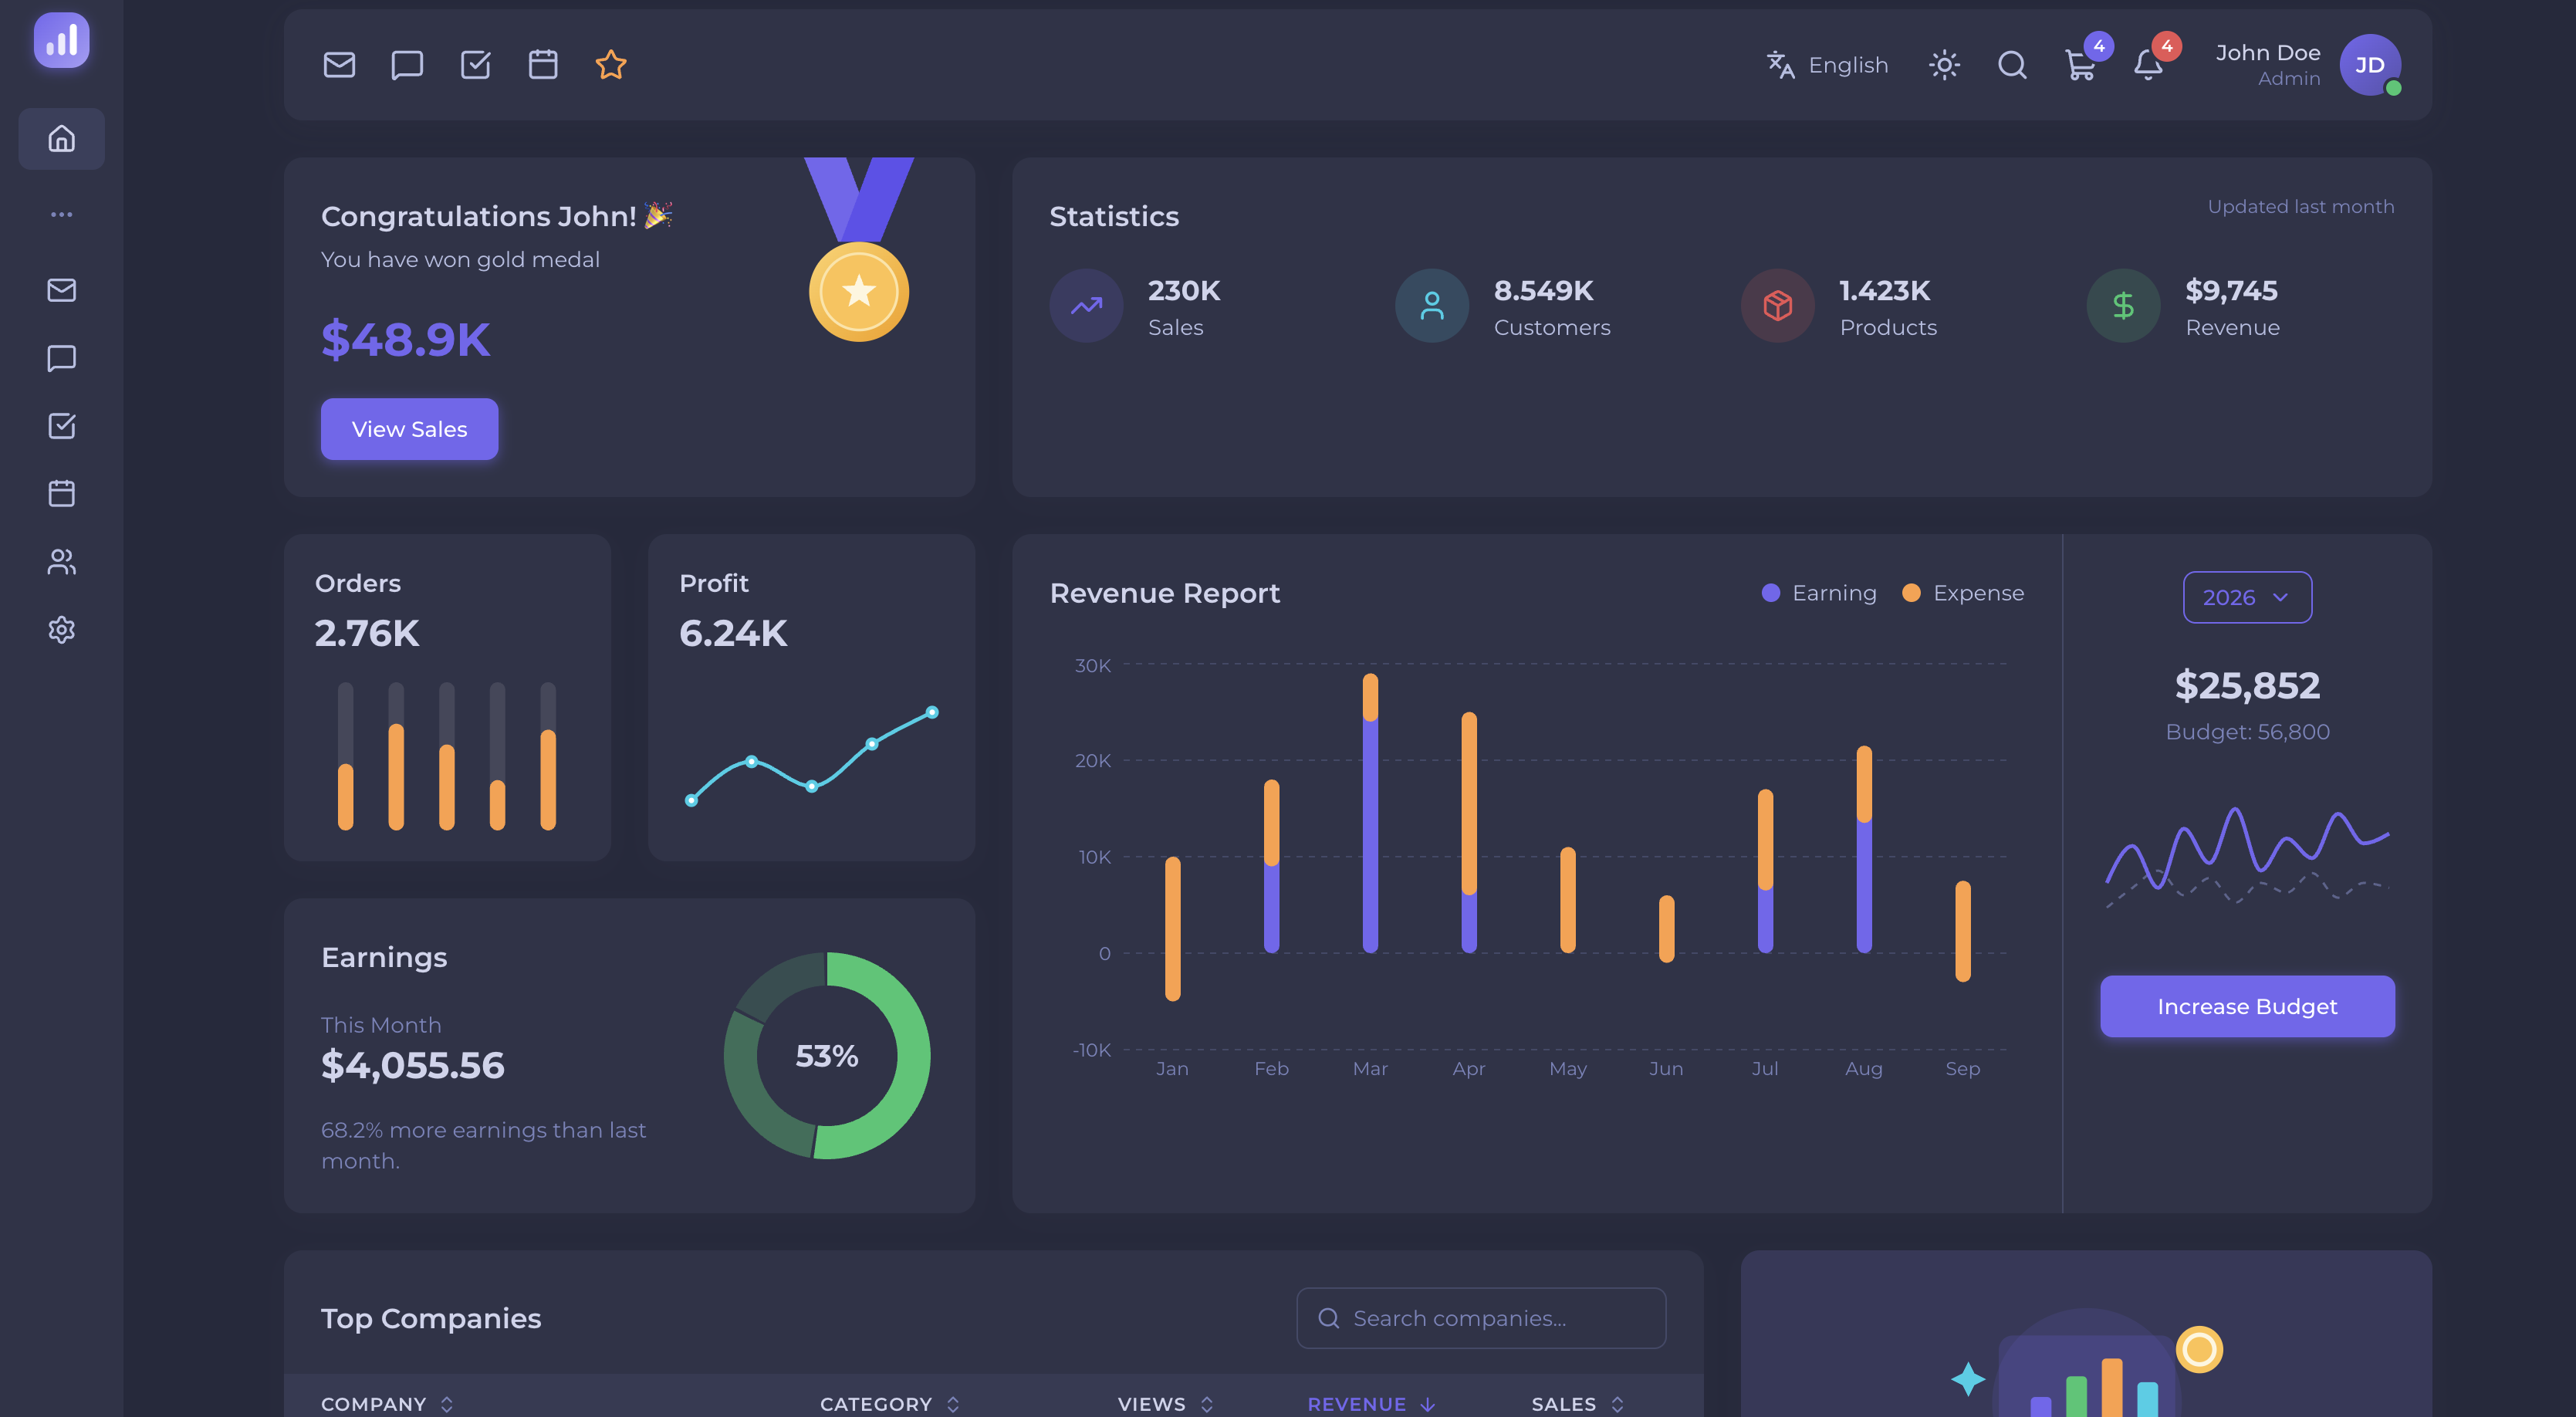 English
4
4
John Doe
Admin
JD
Congratulations John! 🎉
You have won gold medal
$48.9K
View Sales
Statistics
Updated last month
230K
Sales
8.549K
Customers
1.423K
Products
$9,745
Revenue
Orders
2.76K
Profit
6.24K
Revenue Report
Earning
Expense
30K
20K
10K
0
-10K
Jan Feb Mar Apr May Jun Jul Aug Sep
2026
$25,852
Budget: 56,800
Increase Budget
Earnings
This Month
$4,055.56
68.2% more earnings than last
month.
53%
Top Companies
Search companies...
COMPANY CATEGORY VIEWS REVENUE SALES